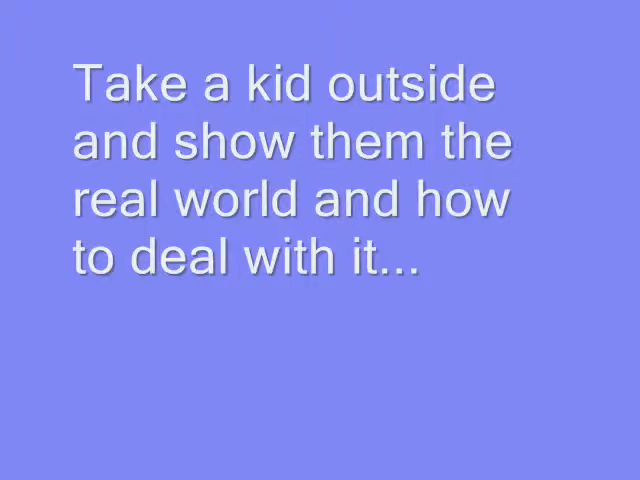 Take a kid outside
and show them the
real world and how
to deal with it...